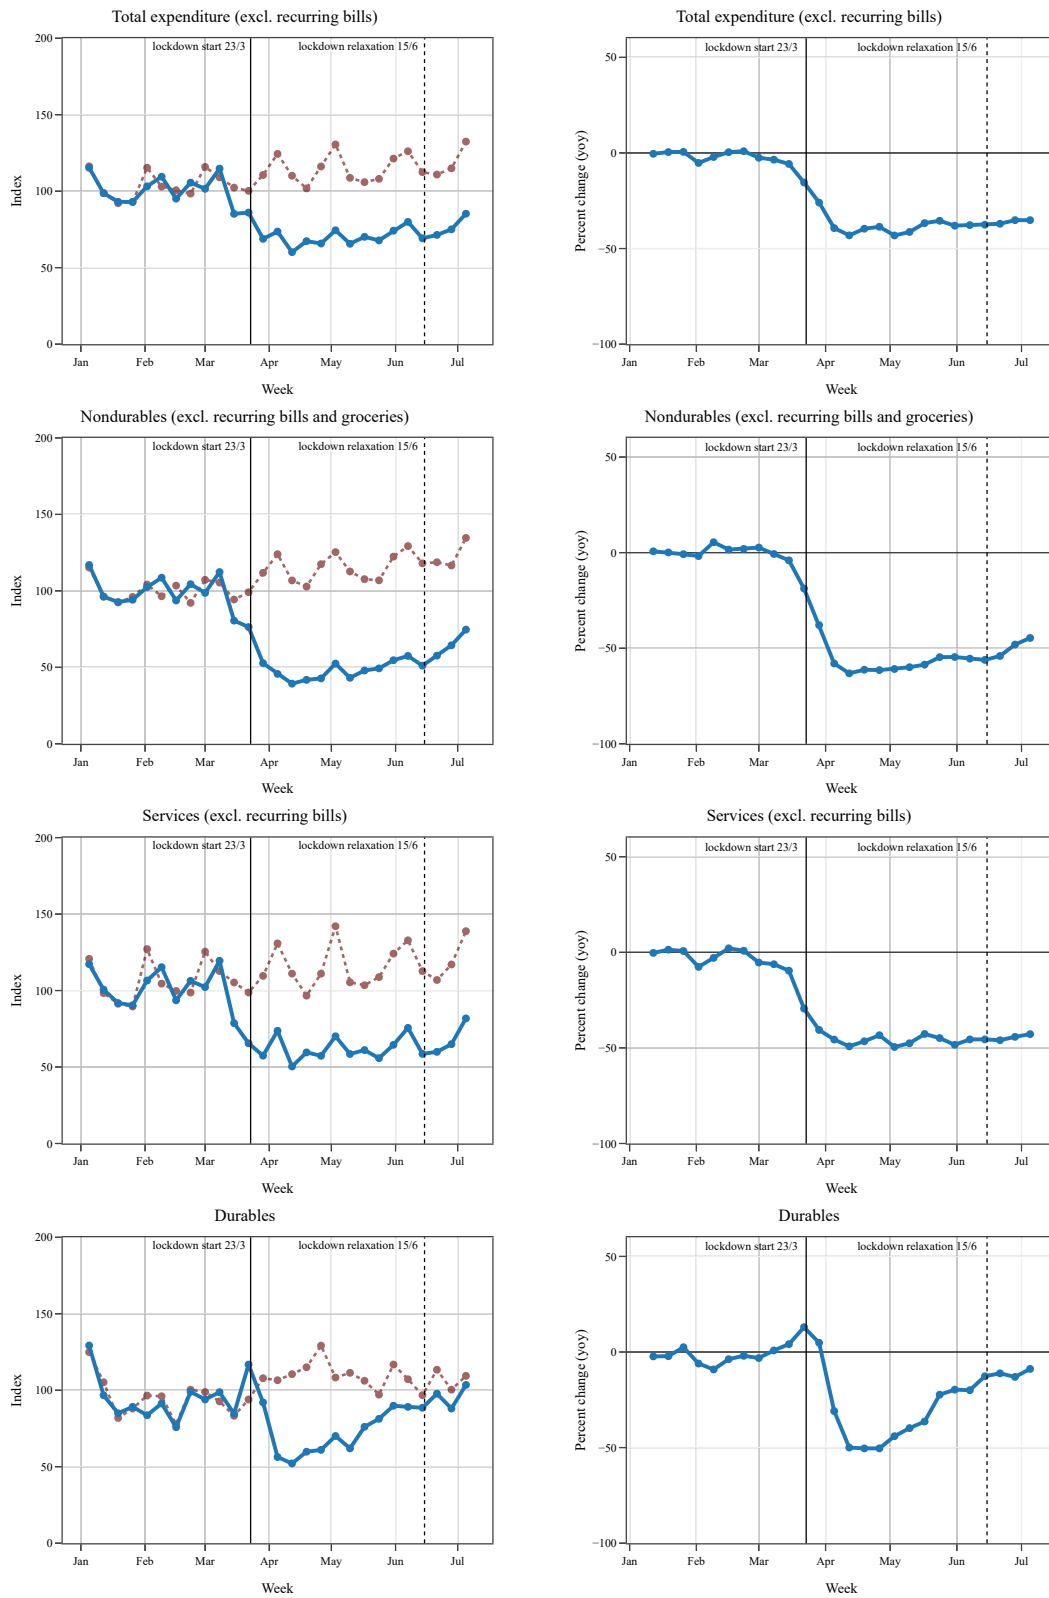 Total expenditure (excl. recurring bills)
200
150
100
50
0
Index
lockdown start 23/3
lockdown relaxation 15/6
Jan Feb Mar Apr May Jun Jul
Week
Total expenditure (excl. recurring bills)
50
0
−50
−100
Percent change (yoy)
lockdown start 23/3
lockdown relaxation 15/6
Jan Feb Mar Apr May Jun Jul
Week
Nondurables (excl. recurring bills and groceries)
200
150
100
50
0
Index
lockdown start 23/3
lockdown relaxation 15/6
Jan Feb Mar Apr May Jun Jul
Week
Nondurables (excl. recurring bills and groceries)
50
0
−50
−100
Percent change (yoy)
lockdown start 23/3
lockdown relaxation 15/6
Jan Feb Mar Apr May Jun Jul
Week
Services (excl. recurring bills)
200
150
100
50
0
Index
lockdown start 23/3
lockdown relaxation 15/6
Jan Feb Mar Apr May Jun Jul
Week
Services (excl. recurring bills)
50
0
−50
−100
Percent change (yoy)
lockdown start 23/3
lockdown relaxation 15/6
Jan Feb Mar Apr May Jun Jul
Week
Durables
200
150
100
50
0
Index
lockdown start 23/3
lockdown relaxation 15/6
Jan Feb Mar Apr May Jun Jul
Week
Durables
50
0
−50
−100
Percent change (yoy)
lockdown start 23/3
lockdown relaxation 15/6
Jan Feb Mar Apr May Jun Jul
Week